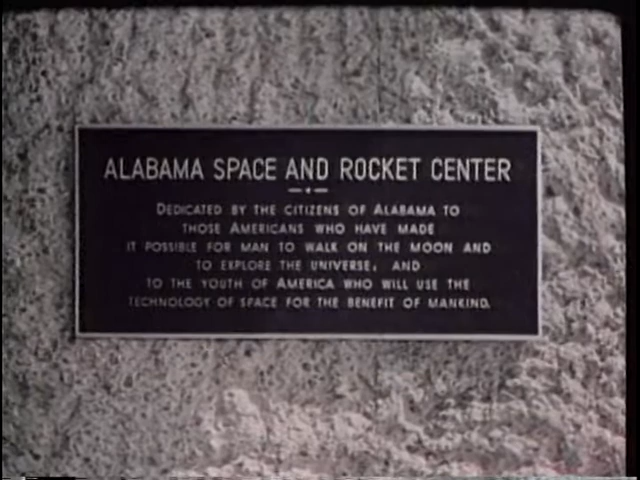 ALABAMA SPACE AND ROCKET CENTER
DEDICATED BY THE CITIZENS OF ALABAMA TO
THOSE AMERICANS WHO HAVE MADE
IT POSSIBLE FOR MAN TO WALK ON THE MOON AND
TO EXPLORE THE UNIVERSE, AND
TO THE YOUTH OF AMERICA WHO WILL USE THE
TECHNOLOGY OF SPACE FOR THE BENEFIT OF MANKIND.